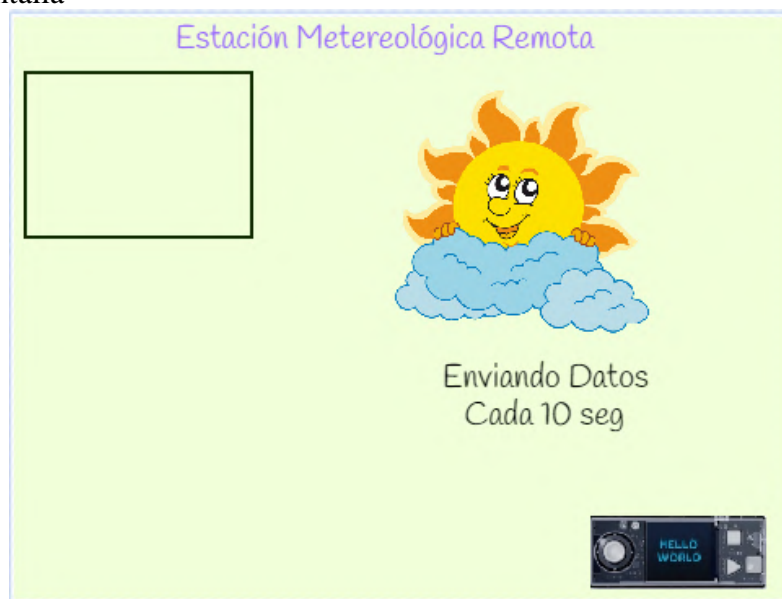 Estación Metereológica Remota
Enviando Datos
Cada 10 seg
HELLO
WORLD